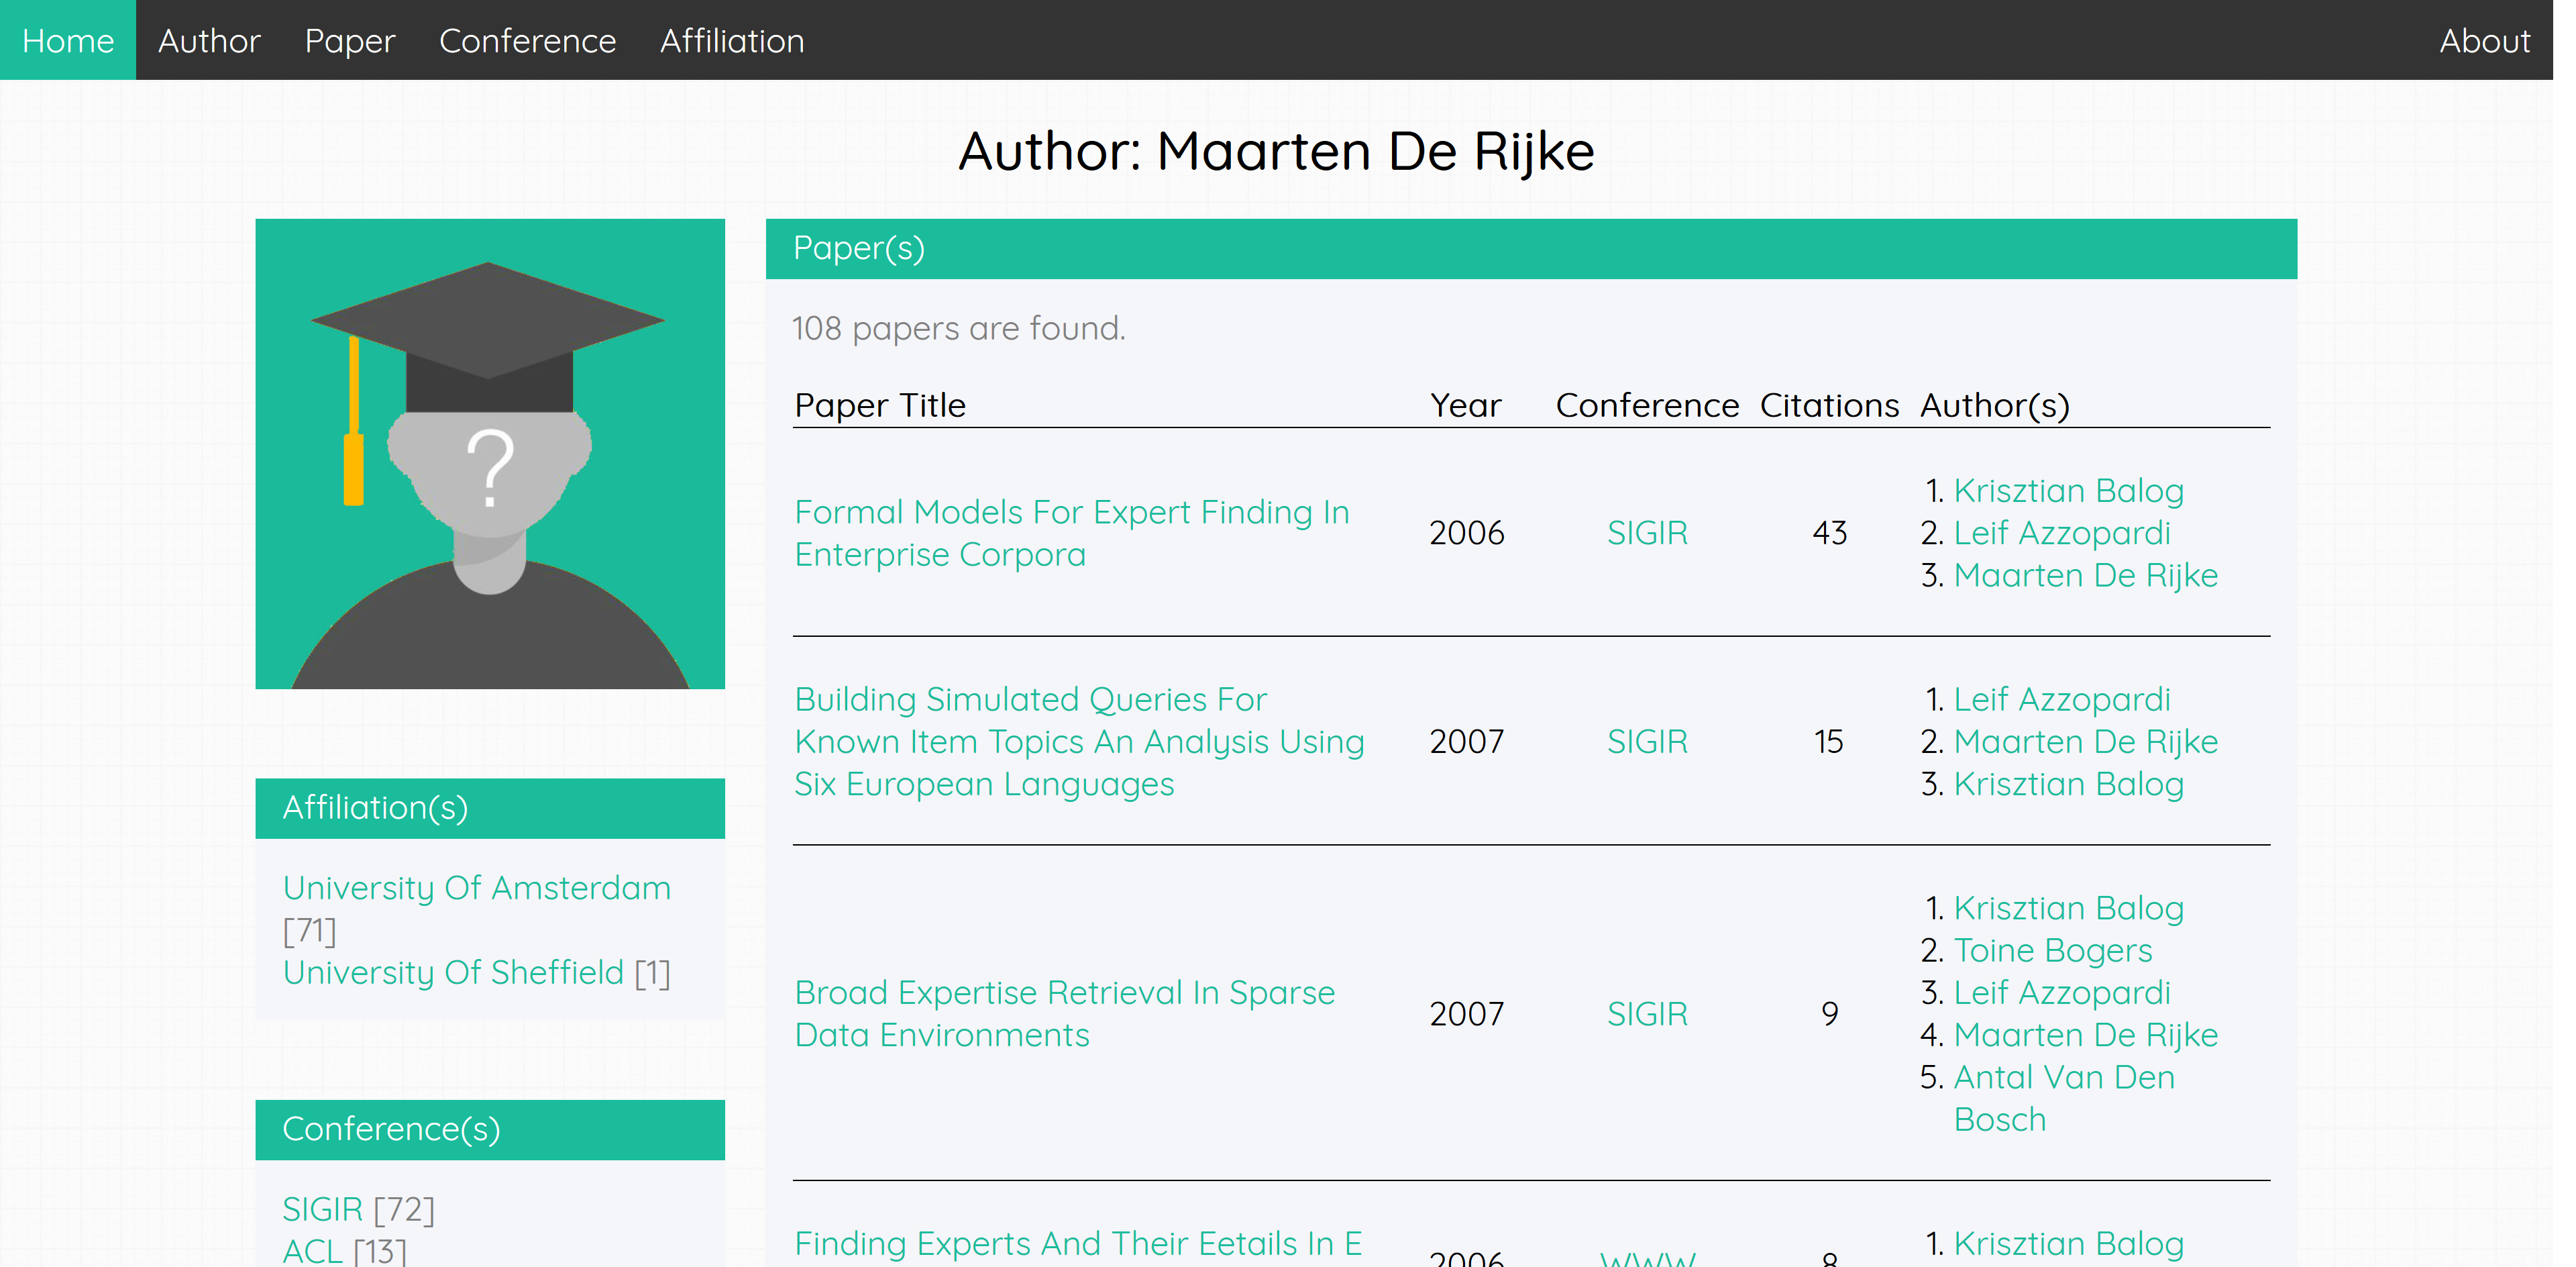 Home Author Paper Conference Affiliation About
Author: Maarten De Rijke
?
Affiliation(s)
University Of Amsterdam
[71]
University Of Sheffield [1]
Conference(s)
SIGIR [72]
ACL [13]
Paper(s)
108 papers are found.
Paper Title Year Conference Citations Author(s)
Formal Models For Expert Finding In
Enterprise Corpora
2006 SIGIR 43
1. Krisztian Balog
2. Leif Azzopardi
3. Maarten De Rijke
Building Simulated Queries For
Known Item Topics An Analysis Using
Six European Languages
2007 SIGIR 15
1. Leif Azzopardi
2. Maarten De Rijke
3. Krisztian Balog
Broad Expertise Retrieval In Sparse
Data Environments
2007 SIGIR 9
1. Krisztian Balog
2. Toine Bogers
3. Leif Azzopardi
4. Maarten De Rijke
5. Antal Van Den
Bosch
Finding Experts And Their Eetails In E
2006 WWW 8
1. Krisztian Balog